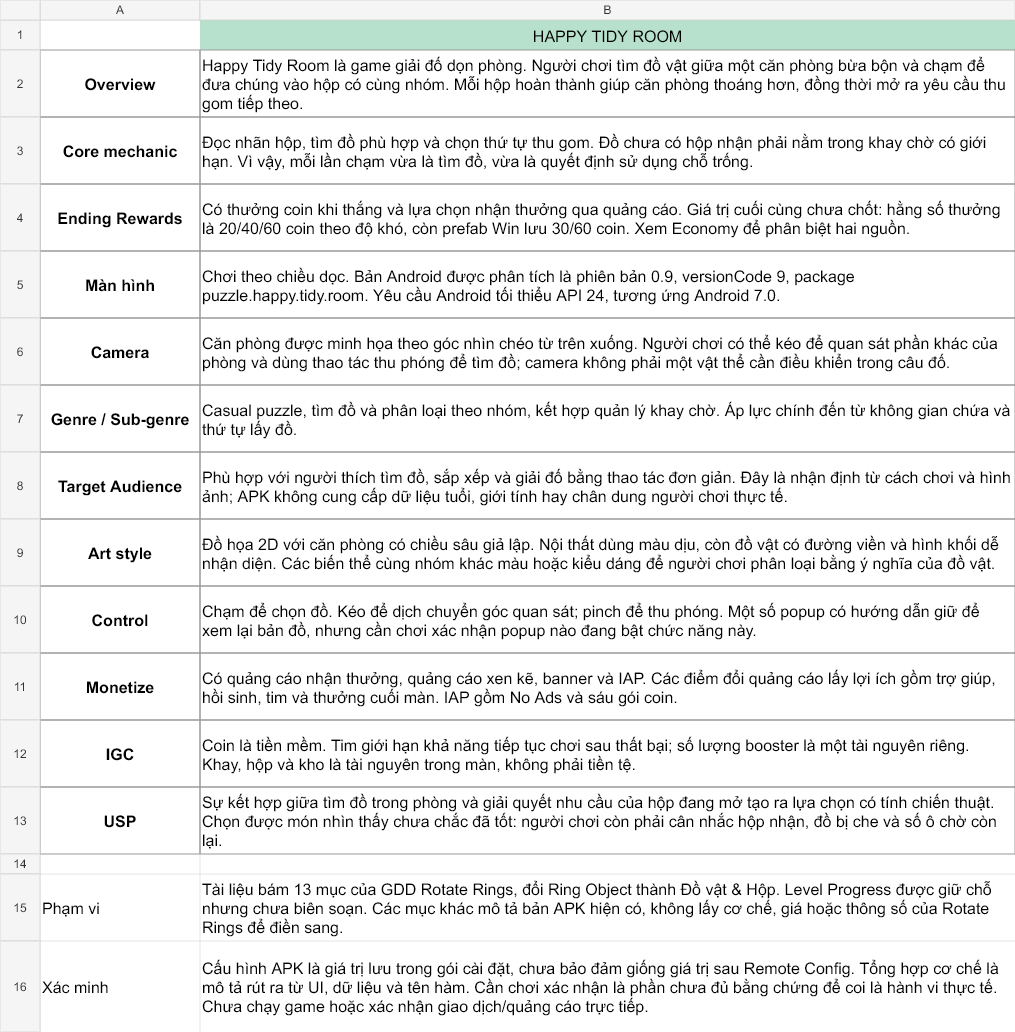 A
B
1
HAPPY TIDY ROOM
2
Overview
Happy Tidy Room là game giải đố dọn phòng. Người chơi tìm đồ vật giữa một căn phòng bừa bộn và chạm để
đưa chúng vào hộp có cùng nhóm. Mỗi hộp hoàn thành giúp căn phòng thoáng hơn, đồng thời mở ra yêu cầu thu
gom tiếp theo.
3
Core mechanic
Đọc nhãn hộp, tìm đồ phù hợp và chọn thứ tự thu gom. Đồ chưa có hộp nhận phải nằm trong khay chờ có giới
hạn. Vì vậy, mỗi lần chạm vừa là tìm đồ, vừa là quyết định sử dụng chỗ trống.
4
Ending Rewards
Có thưởng coin khi thắng và lựa chọn nhận thưởng qua quảng cáo. Giá trị cuối cùng chưa chốt: hằng số thưởng
là 20/40/60 coin theo độ khó, còn prefab Win lưu 30/60 coin. Xem Economy để phân biệt hai nguồn.
5
Màn hình
Chơi theo chiều dọc. Bản Android được phân tích là phiên bản 0.9, versionCode 9, package
puzzle.happy.tidy.room. Yêu cầu Android tối thiểu API 24, tương ứng Android 7.0.
6
Camera
Căn phòng được minh họa theo góc nhìn chéo từ trên xuống. Người chơi có thể kéo để quan sát phần khác của
phòng và dùng thao tác thu phóng để tìm đồ; camera không phải một vật thể cần điều khiển trong câu đố.
7
Genre / Sub-genre
Casual puzzle, tìm đồ và phân loại theo nhóm, kết hợp quản lý khay chờ. Áp lực chính đến từ không gian chứa và
thứ tự lấy đồ.
8
Target Audience
Phù hợp với người thích tìm đồ, sắp xếp và giải đố bằng thao tác đơn giản. Đây là nhận định từ cách chơi và hình
ảnh; APK không cung cấp dữ liệu tuổi, giới tính hay chân dung người chơi thực tế.
9
Art style
Đồ họa 2D với căn phòng có chiều sâu giả lập. Nội thất dùng màu dịu, còn đồ vật có đường viền và hình khối dễ
nhận diện. Các biến thể cùng nhóm khác màu hoặc kiểu dáng để người chơi phân loại bằng ý nghĩa của đồ vật.
10
Control
Chạm để chọn đồ. Kéo để dịch chuyển góc quan sát; pinch để thu phóng. Một số popup có hướng dẫn giữ để
xem lại bản đồ, nhưng cần chơi xác nhận popup nào đang bật chức năng này.
11
Monetize
Có quảng cáo nhận thưởng, quảng cáo xen kẽ, banner và IAP. Các điểm đổi quảng cáo lấy lợi ích gồm trợ giúp,
hồi sinh, tim và thưởng cuối màn. IAP gồm No Ads và sáu gói coin.
12
IGC
Coin là tiền mềm. Tim giới hạn khả năng tiếp tục chơi sau thất bại; số lượng booster là một tài nguyên riêng.
Khay, hộp và kho là tài nguyên trong màn, không phải tiền tệ.
13
USP
Sự kết hợp giữa tìm đồ trong phòng và giải quyết nhu cầu của hộp đang mở tạo ra lựa chọn có tính chiến thuật.
Chọn được món nhìn thấy chưa chắc đã tốt: người chơi còn phải cân nhắc hộp nhận, đồ bị che và số ô chờ còn
lại.
14
15
Phạm vi
Tài liệu bám 13 mục của GDD Rotate Rings, đổi Ring Object thành Đồ vật & Hộp. Level Progress được giữ chỗ
nhưng chưa biên soạn. Các mục khác mô tả bản APK hiện có, không lấy cơ chế, giá hoặc thông số của Rotate
Rings để điền sang.
16
Xác minh
Cấu hình APK là giá trị lưu trong gói cài đặt, chưa bảo đảm giống giá trị sau Remote Config. Tổng hợp cơ chế là
mô tả rút ra từ UI, dữ liệu và tên hàm. Cần chơi xác nhận là phần chưa đủ bằng chứng để coi là hành vi thực tế.
Chưa chạy game hoặc xác nhận giao dịch/quảng cáo trực tiếp.